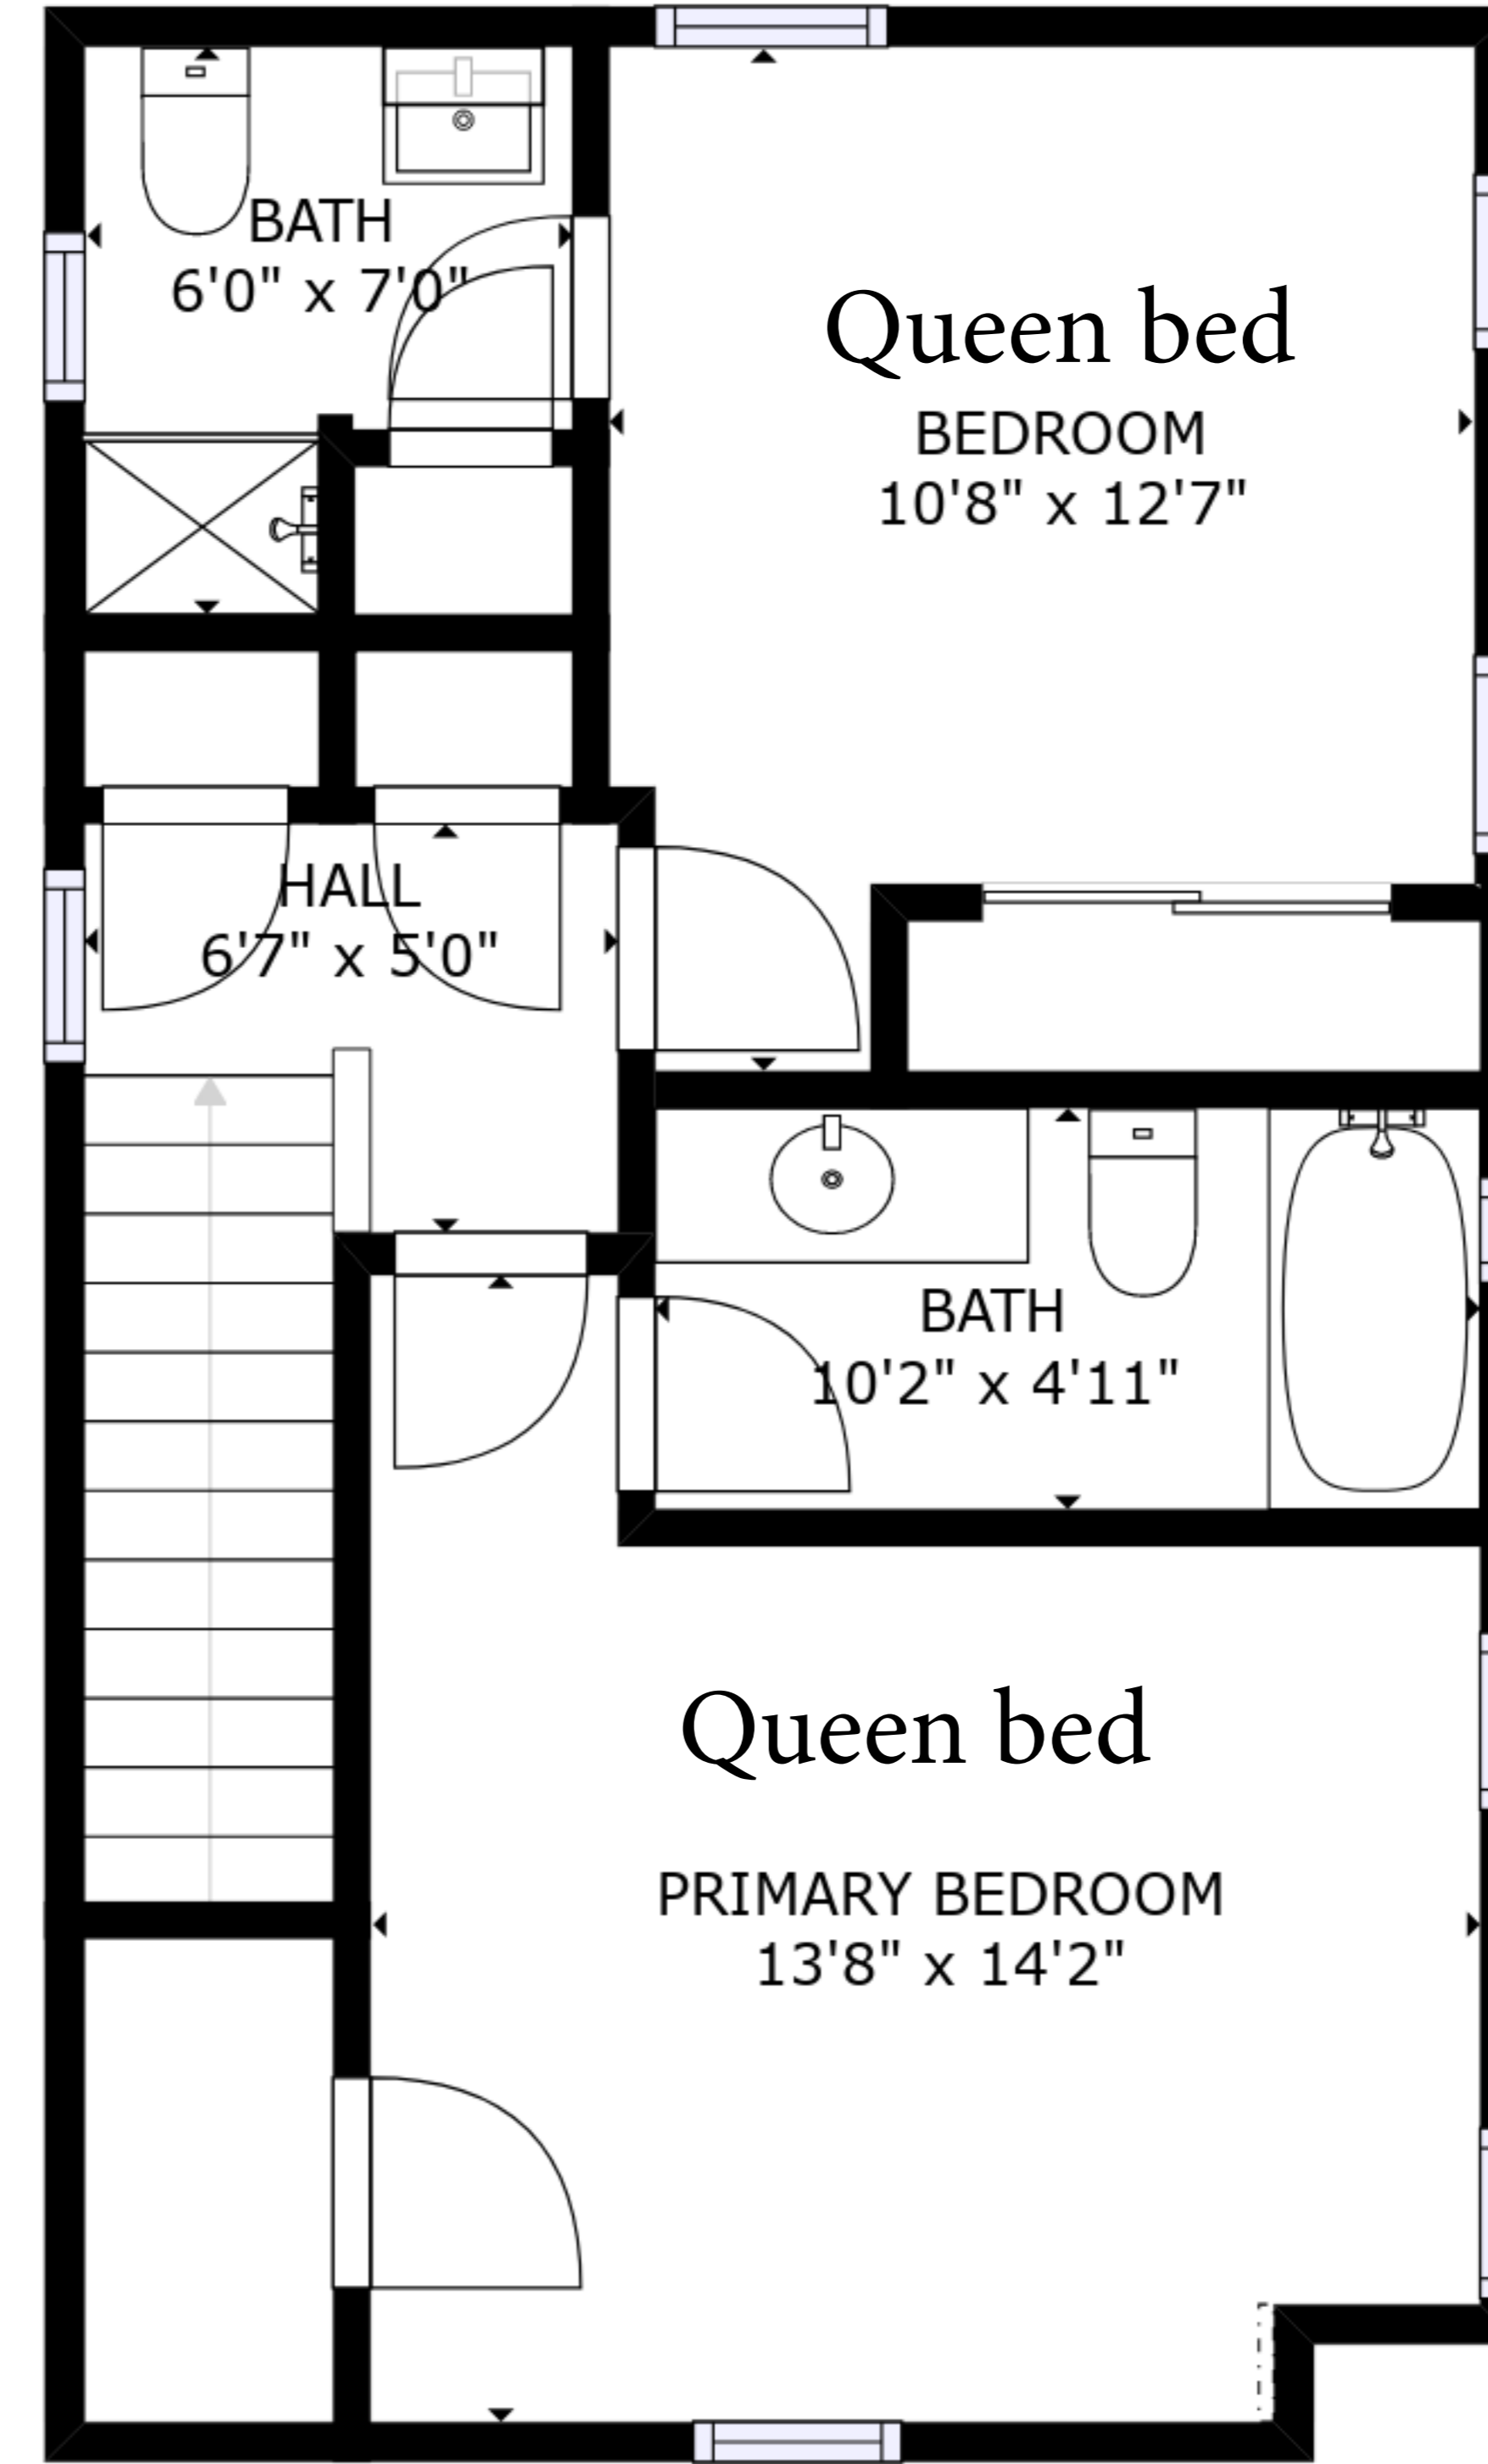 BATH
6'0" x 7'0"
Queen bed
BEDROOM
10'8" x 12'7"
HALL
6'7" x 5'0"
BATH
10'2" x 4'11"
Queen bed
PRIMARY BEDROOM
13'8" x 14'2"